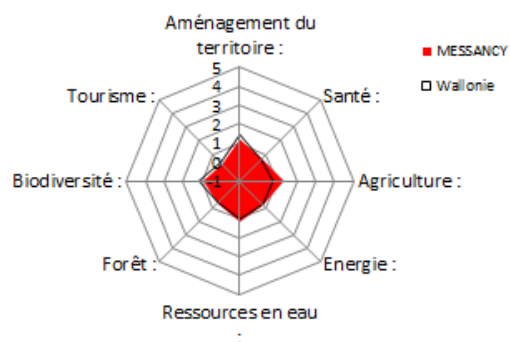 Aménagement du
territoire :
5
4
3
2
1
0
-1
MESSANCY
Wallonie
Tourisme :
Santé :
Biodiversité :
Agriculture :
Forêt :
Energie :
Ressources en eau
: